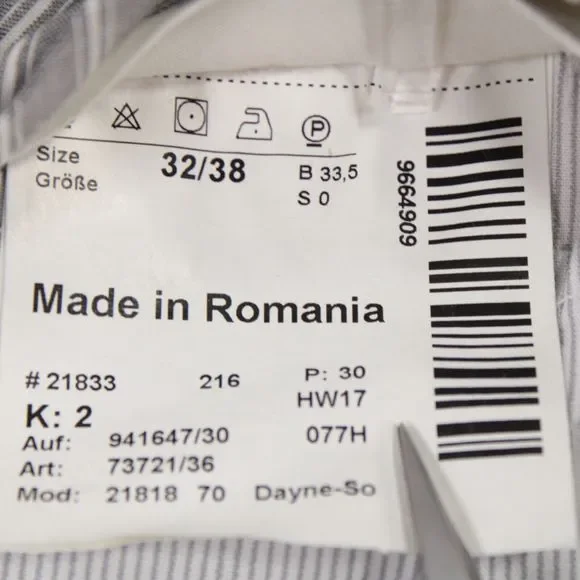 P
Size 32/38 B 33,5
Größe S 0
9664909
Made in Romania
# 21833 216 P: 30
K: 2 HW17
Auf: 941647/30 077H
Art: 73721/36
Mod: 21818 70 Dayne-So